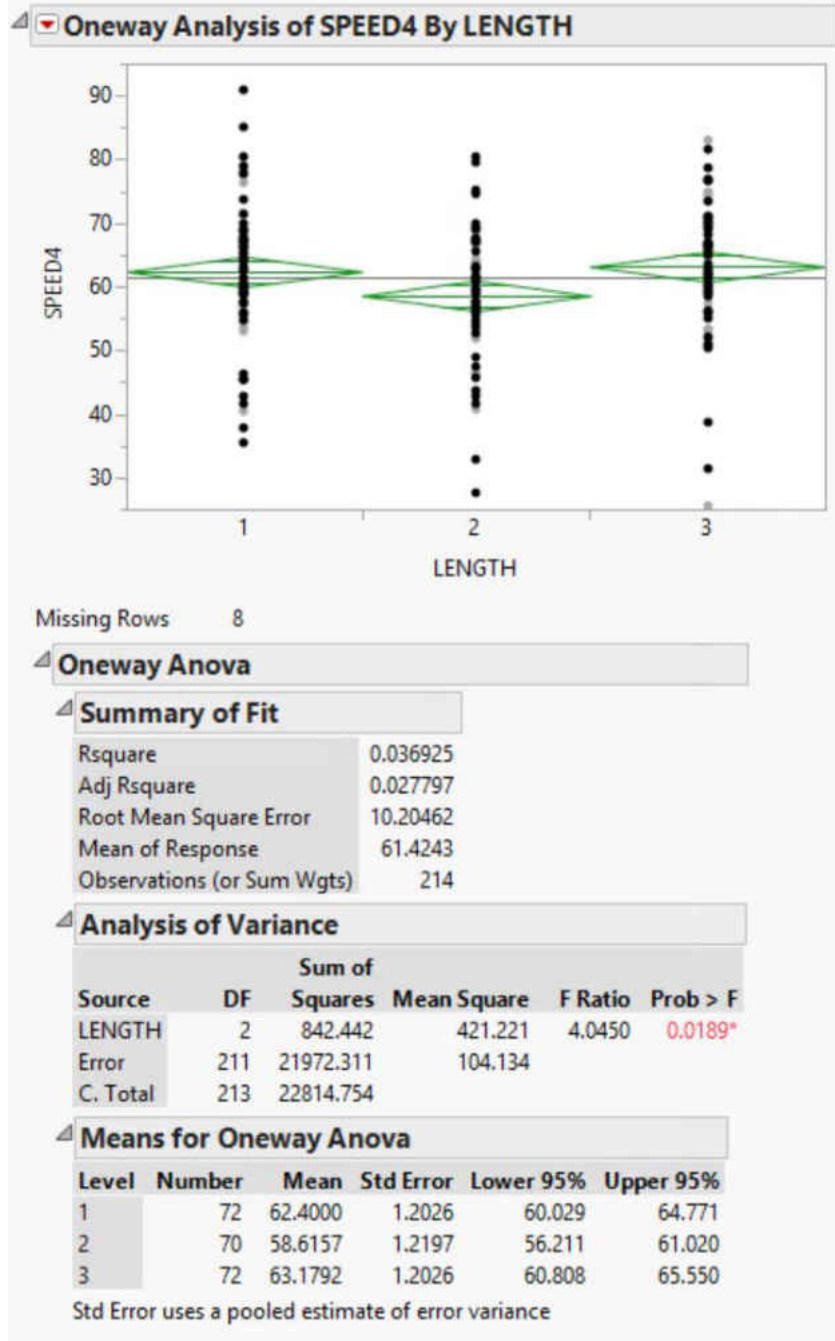 Oneway Analysis of SPEED4 By LENGTH
90
80
70
60
50
40
30
SPEED4
1 2 3
LENGTH
Missing Rows 8
Oneway Anova
Summary of Fit
Rsquare 0.036925
Adj Rsquare 0.027797
Root Mean Square Error 10.20462
Mean of Response 61.4243
Observations (or Sum Wgts) 214
Analysis of Variance
Sum of
Source DF Squares Mean Square F Ratio Prob > F
LENGTH 2 842.442 421.221 4.0450 0.0189*
Error 211 21972.311 104.134
C. Total 213 22814.754
Means for Oneway Anova
Level Number Mean Std Error Lower 95% Upper 95%
1 72 62.4000 1.2026 60.029 64.771
2 70 58.6157 1.2197 56.211 61.020
3 72 63.1792 1.2026 60.808 65.550
Std Error uses a pooled estimate of error variance